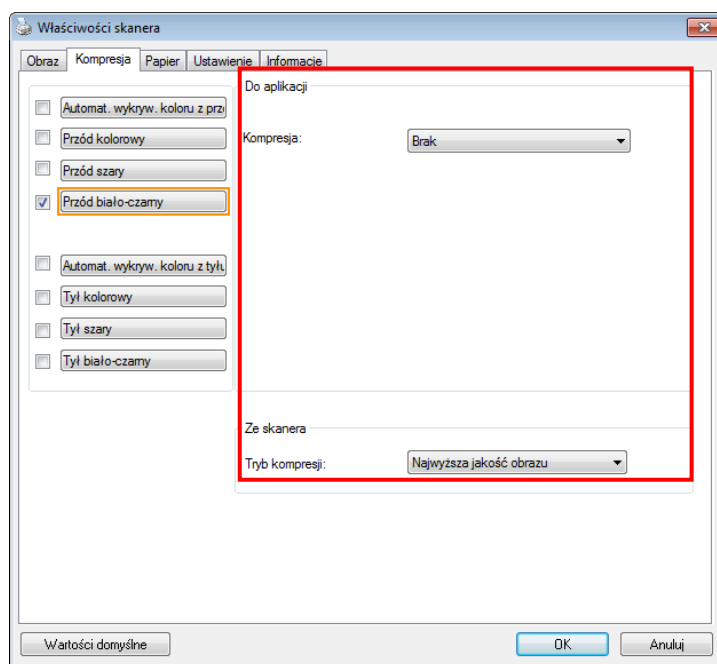 Właściwości skanera
Obraz Kompresja Papier Ustawienie Informacje
Automat. wykryw. koloru z prz
Przód kolorowy
Przód szary
Przód biało-czarny
Automat. wykryw. koloru z tyłu
Tył kolorowy
Tył szary
Tył biało-czarny
Do aplikacji
Kompresja: Brak
Ze skanera
Tryb kompresji: Najwyższa jakość obrazu
Wartości domyślne OK Anuluj